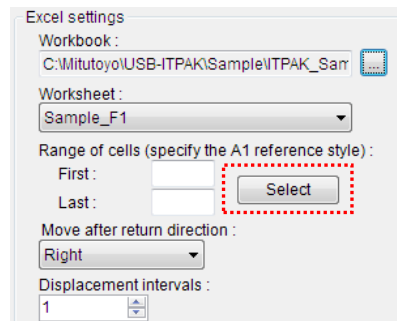 Excel settings
Workbook :
C:\Mitutoyo\USB-ITPAK\Sample\ITPAK_Sam
...
Worksheet :
Sample_F1
Range of cells (specify the A1 reference style) :
First :
Select
Last :
Move after return direction :
Right
Displacement intervals :
1